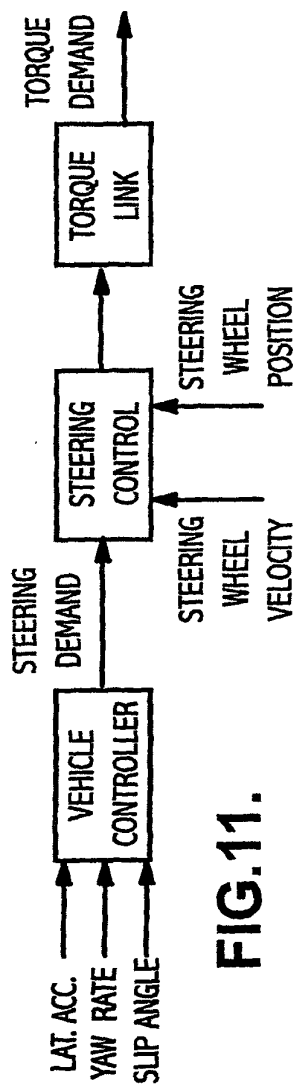 LAT. ACC.
YAW RATE
SLIP ANGLE
VEHICLE
CONTROLLER
STEERING
DEMAND
STEERING
CONTROL
STEERING
WHEEL
VELOCITY
STEERING
WHEEL
POSITION
TORQUE
LINK
TORQUE
DEMAND
FIG.11.